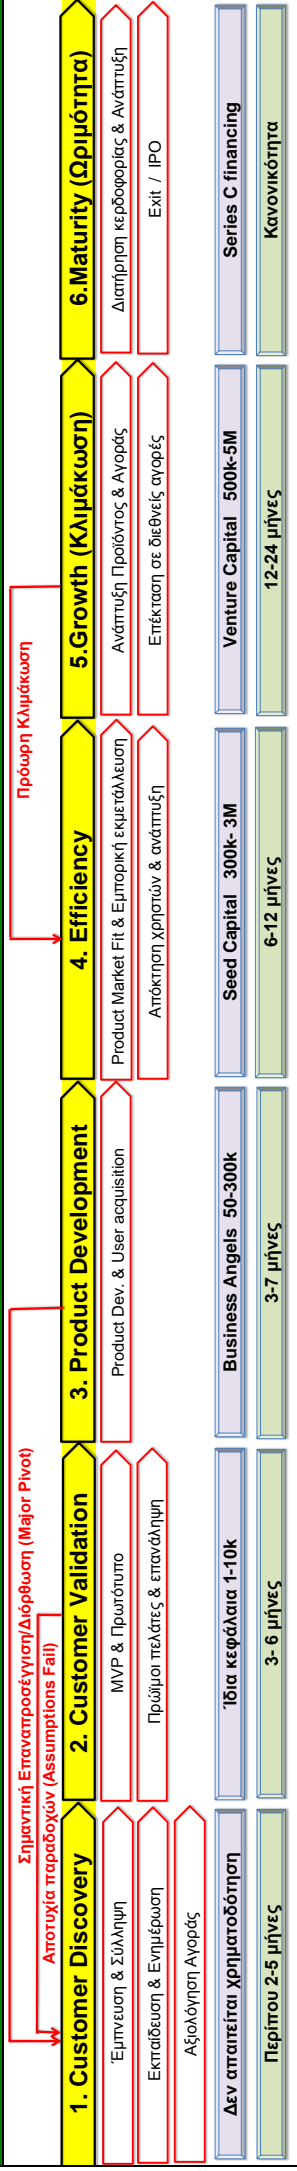 Σημαντική Επαναπροσέγγιση/Διόρθωση (Major Pivot)
Αποτυχία παραδοχών (Assumptions Fail)
Πρόωρη Κλιμάκωση
1. Customer Discovery
2. Customer Validation
3. Product Development
4. Efficiency
5.Growth (Κλιμάκωση)
6.Maturity (Ωριμότητα)
Έμπνευση & Σύλληψη
MVP & Πρωτότυπο
Product Dev. & User acquisition
Product Market Fit & Εμπορική εκμετάλλευση
Ανάπτυξη Προϊόντος & Αγοράς
Διατήρηση κερδοφορίας & Ανάπτυξη
Εκπαίδευση & Ενημέρωση
Πρώϊμοι πελάτες & επανάληψη
Απόκτηση χρηστών & ανάπτυξη
Επέκταση σε διεθνείς αγορές
Exit / IPO
Αξιολόγηση Αγοράς
Δεν απαιτείται χρηματοδότηση
Ίδια κεφάλαια 1-10k
Business Angels 50-300k
Seed Capital 300k- 3M
Venture Capital 500k-5M
Series C financing
Περίπου 2-5 μήνες
3- 6 μήνες
3-7 μήνες
6-12 μήνες
12-24 μήνες
Κανονικότητα